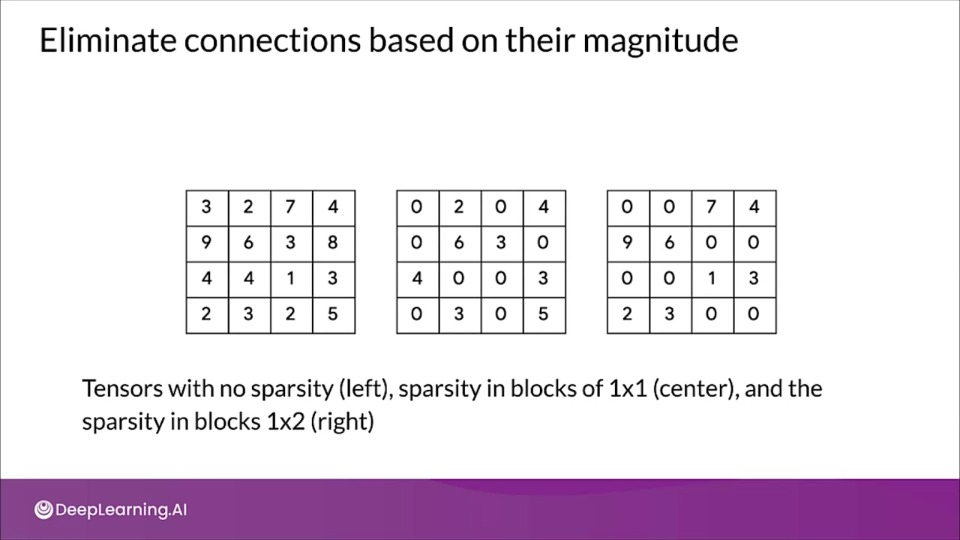 Eliminate connections based on their magnitude
3 2 7 4 0 2 0 4 0 0 7 4
9 6 3 8 0 6 3 0 9 6 0 0
4 4 1 3 4 0 0 3 0 0 1 3
2 3 2 5 0 3 0 5 2 3 0 0
Tensors with no sparsity (left), sparsity in blocks of 1x1 (center), and the
sparsity in blocks 1x2 (right)
DeepLearning.AI